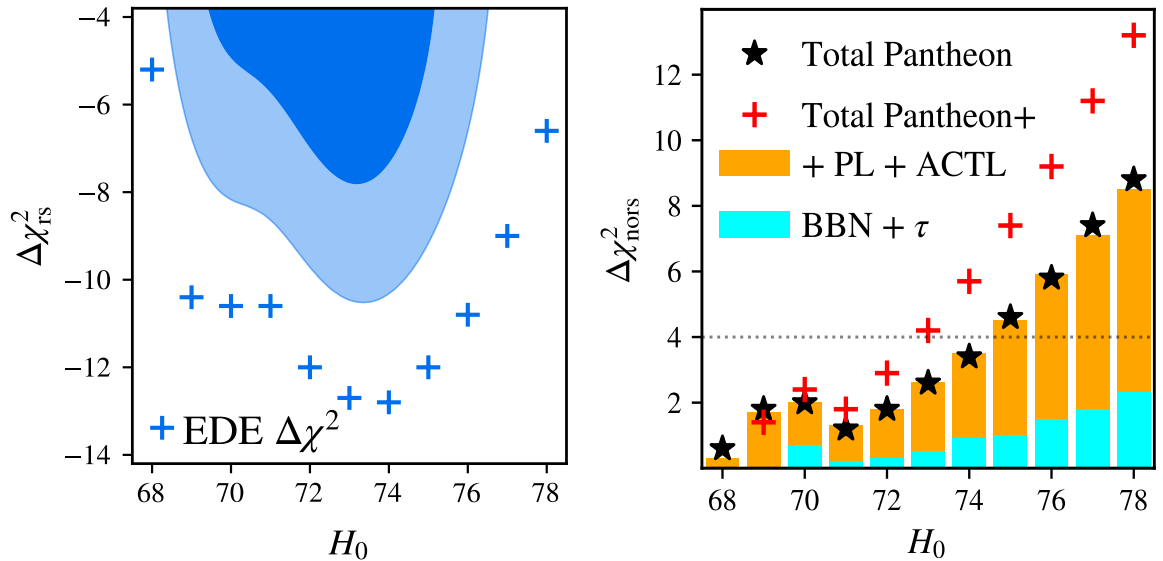 −4
−6
−8
−10
−12
−14
Δχ²rs
EDE Δχ²
68 70 72 74 76 78
H₀
12
10
8
6
4
2
Δχ²nors
Total Pantheon
Total Pantheon+
+ PL + ACTL
BBN + τ
68 70 72 74 76 78
H₀